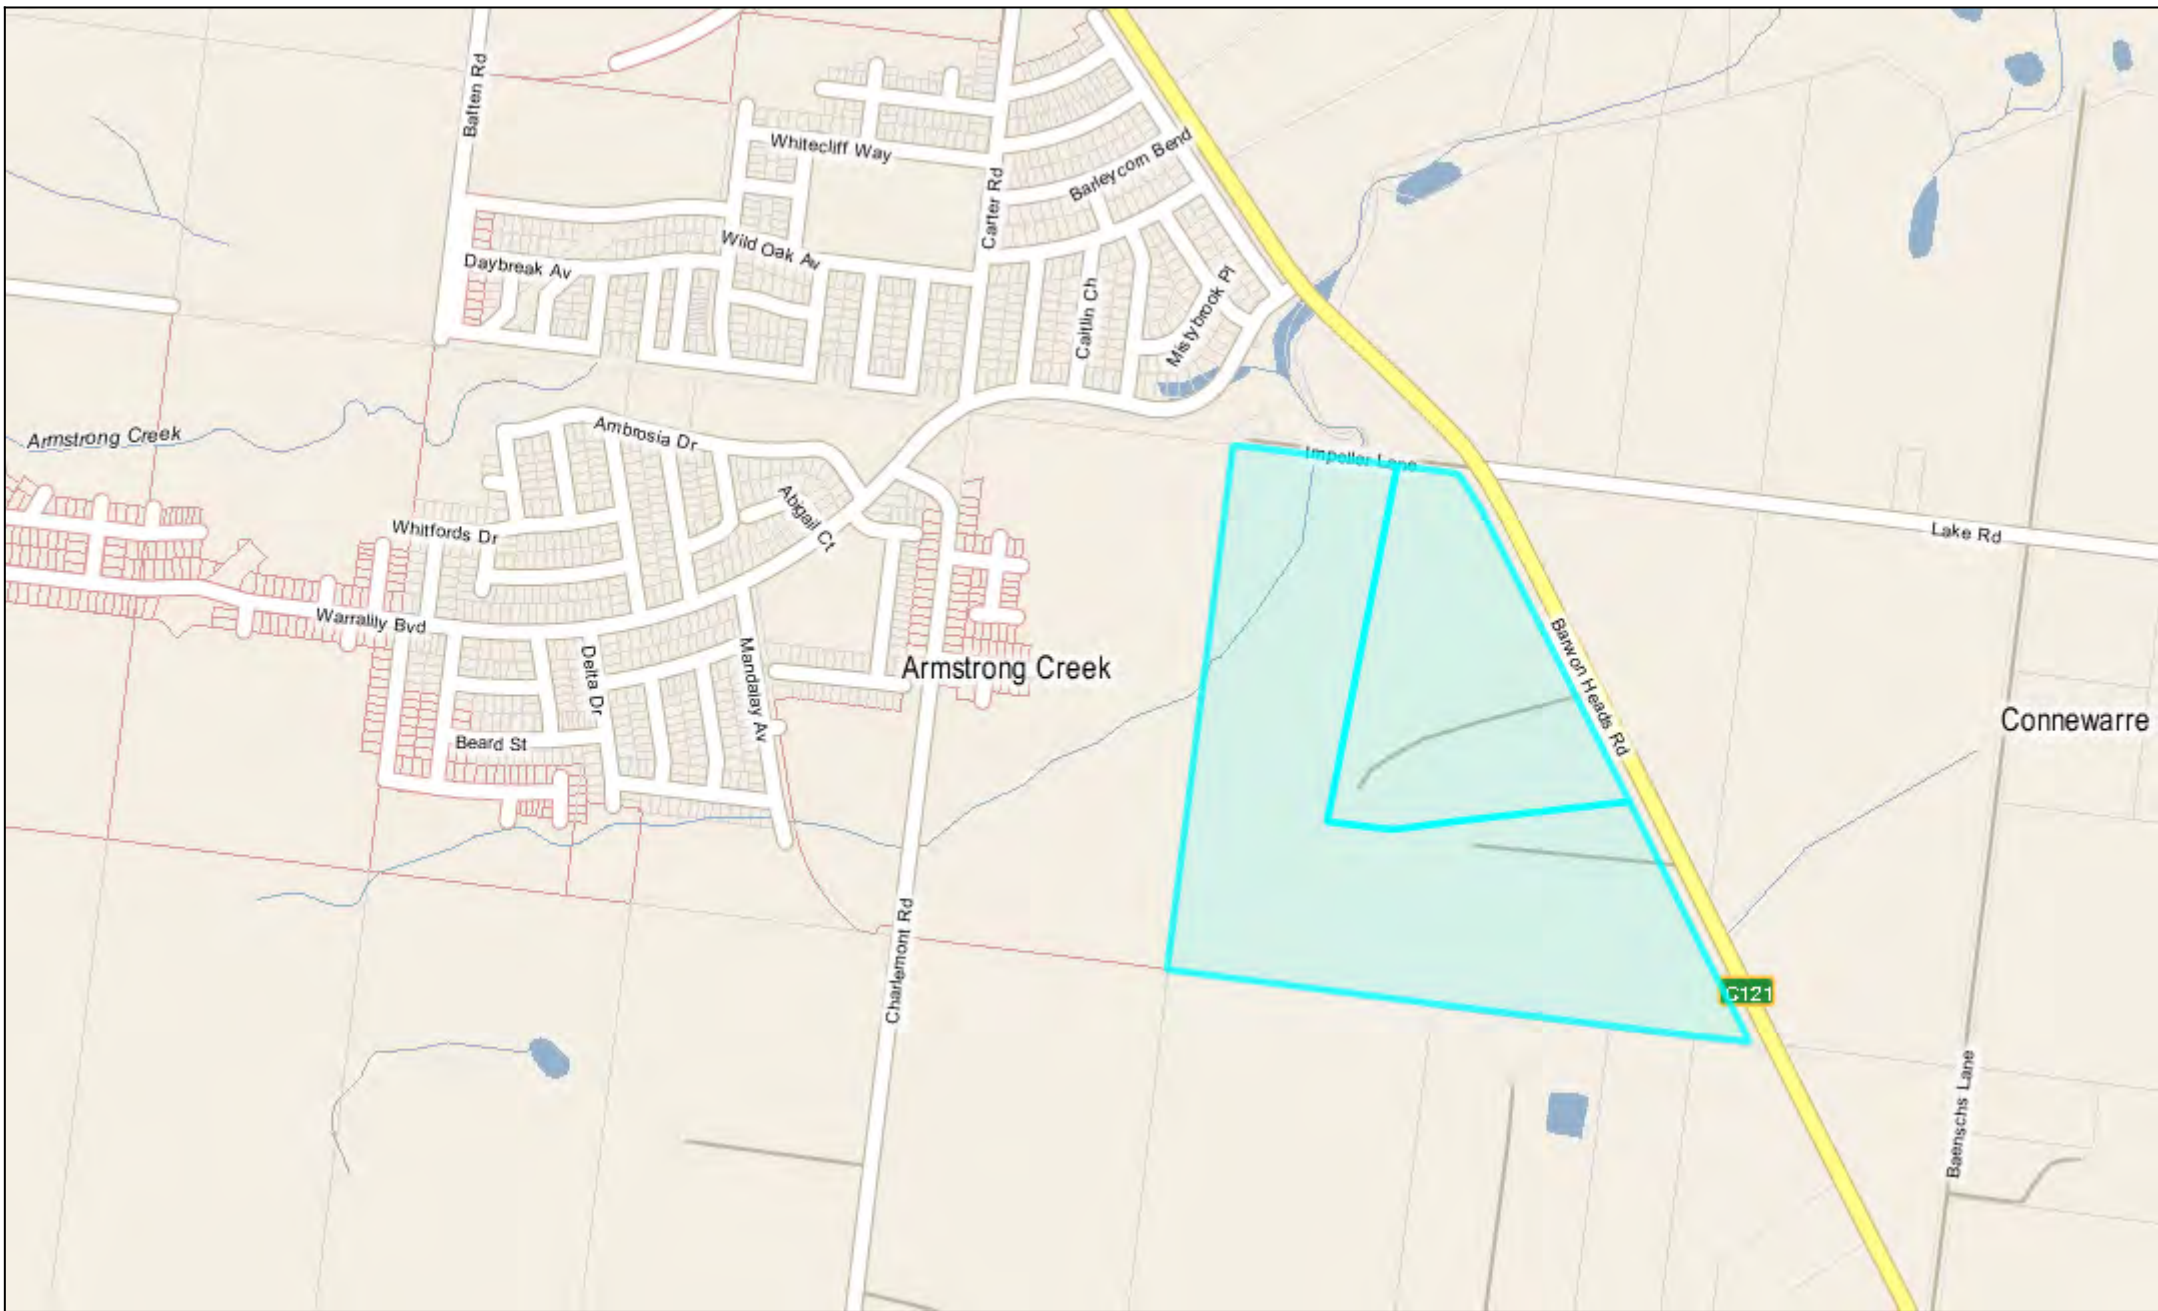 Batten Rd
Whitecliff Way
Barleycorn Bend
Carter Rd
Wild Oak Av
Daybreak Av
Caitlin Ch
Mistybrook Pl
Armstrong Creek
Ambrosia Dr
Impeller Lane
Abigail Ct
Whitfords Dr
Lake Rd
Warralily Bvd
Barwon Heads Rd
Delta Dr
Mandalay Av
Armstrong Creek
Connewarre
Beard St
Charlemont Rd
C121
Baenschs Lane